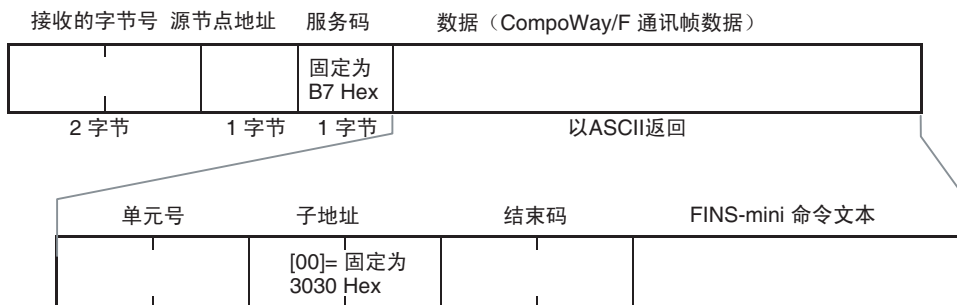 接收的字节号 源节点地址 服务码 数据（CompoWay/F 通讯帧数据）
固定为
B7 Hex
2 字节 1 字节 1 字节 以ASCII返回
单元号 子地址 结束码 FINS-mini 命令文本
[00]= 固定为
3030 Hex